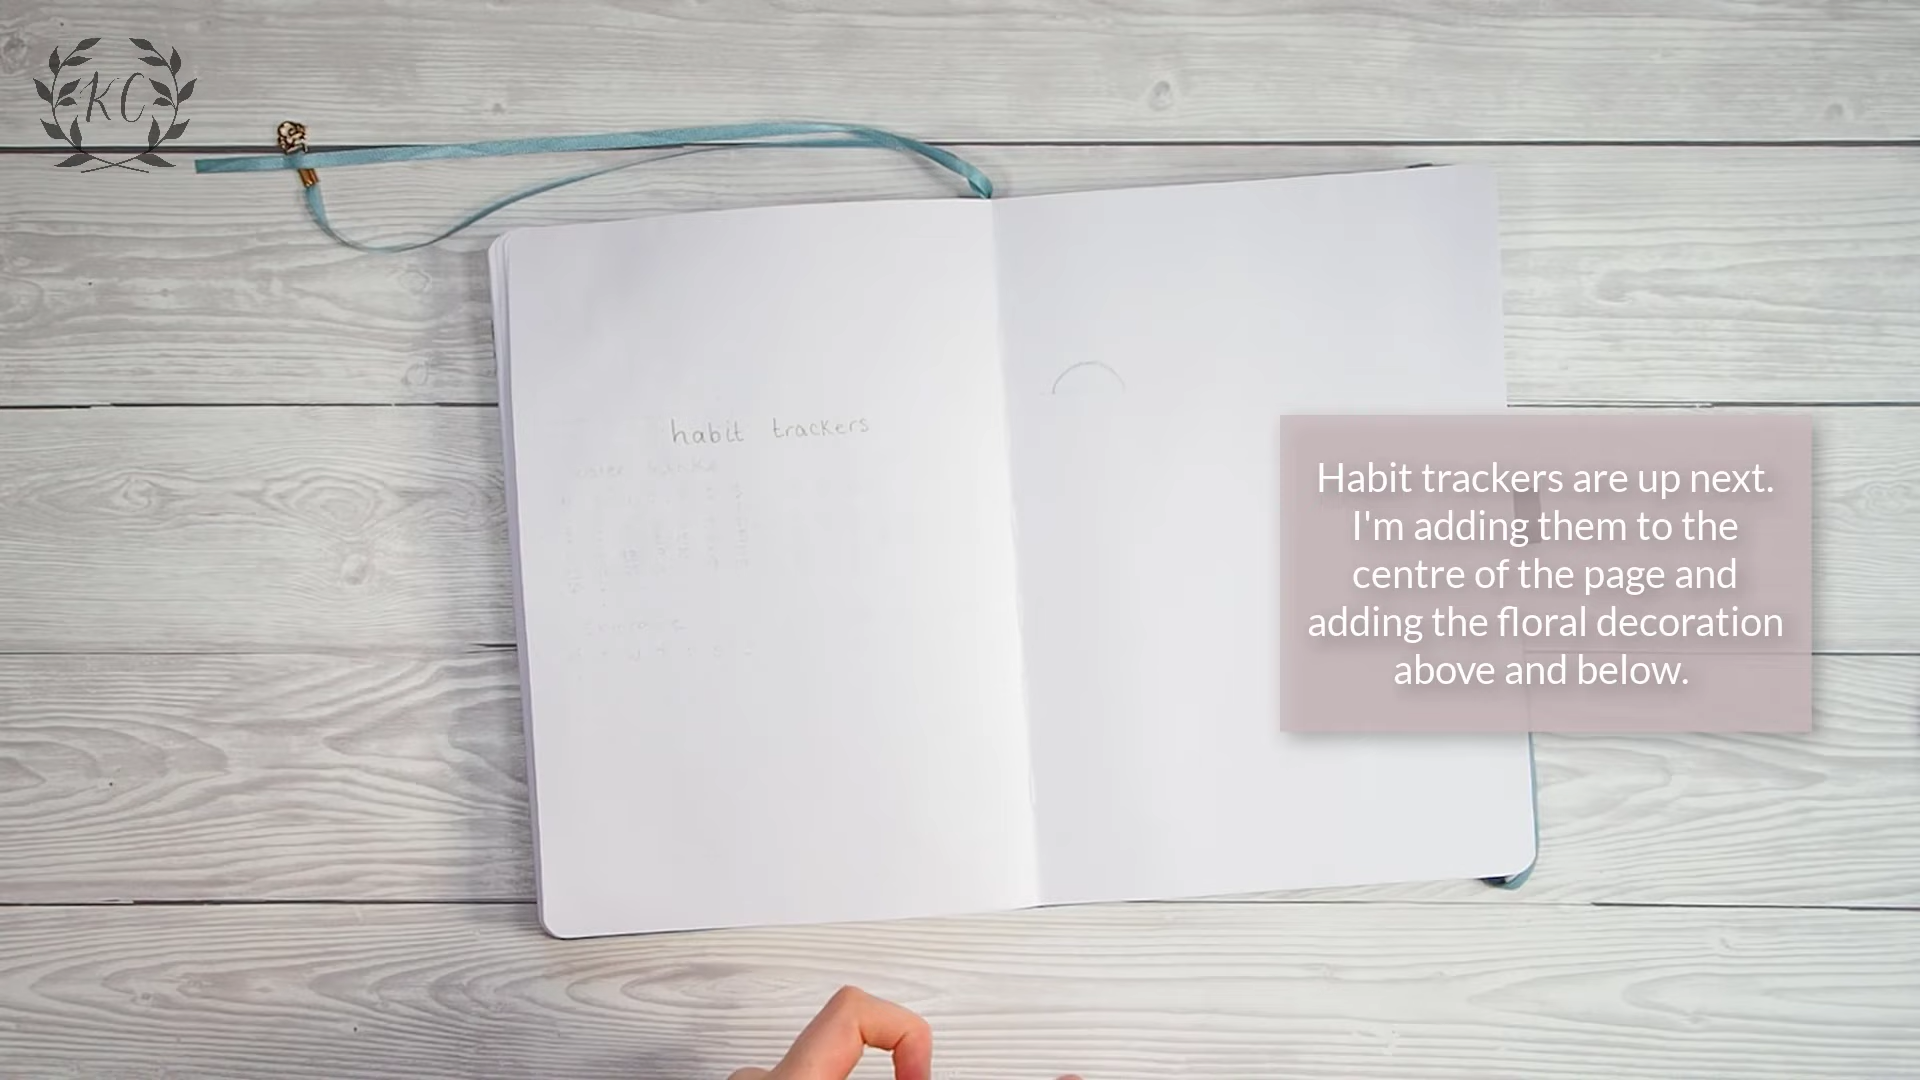 KC
habit trackers
Habit trackers are up next.
I'm adding them to the
centre of the page and
adding the floral decoration
above and below.